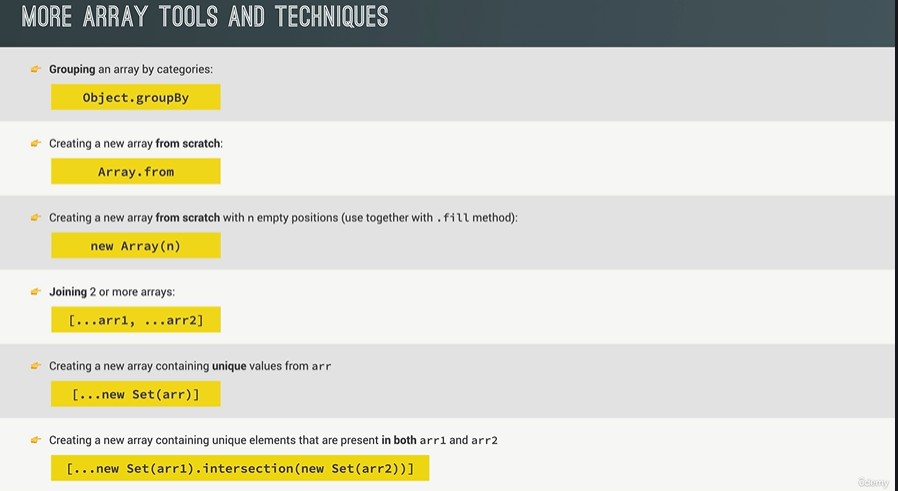 MORE ARRAY TOOLS AND TECHNIQUES
Grouping an array by categories:
Object.groupBy
Creating a new array from scratch:
Array.from
Creating a new array from scratch with n empty positions (use together with .fill method):
new Array(n)
Joining 2 or more arrays:
[...arr1, ...arr2]
Creating a new array containing unique values from arr
[...new Set(arr)]
Creating a new array containing unique elements that are present in both arr1 and arr2
[...new Set(arr1).intersection(new Set(arr2))]
ûdemy